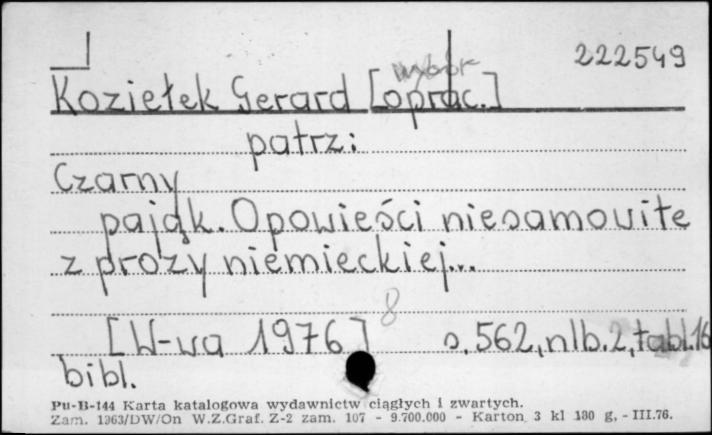 222549
wybór
Koziełek Gerard [oprac.]
patrz:
Czarny
pająk. Opowieści niesamowite
z prozy niemieckiej...
8
[W-wa 1976] s. 562, nlb. 2, tabl. 16
bibl.
Pu-B-144 Karta katalogowa wydawnictw ciągłych i zwartych.
Zam. 1363/DW/On W.Z.Graf. Z-2 zam. 107 - 9.700.000 - Karton 3 kl 180 g, - III.76.